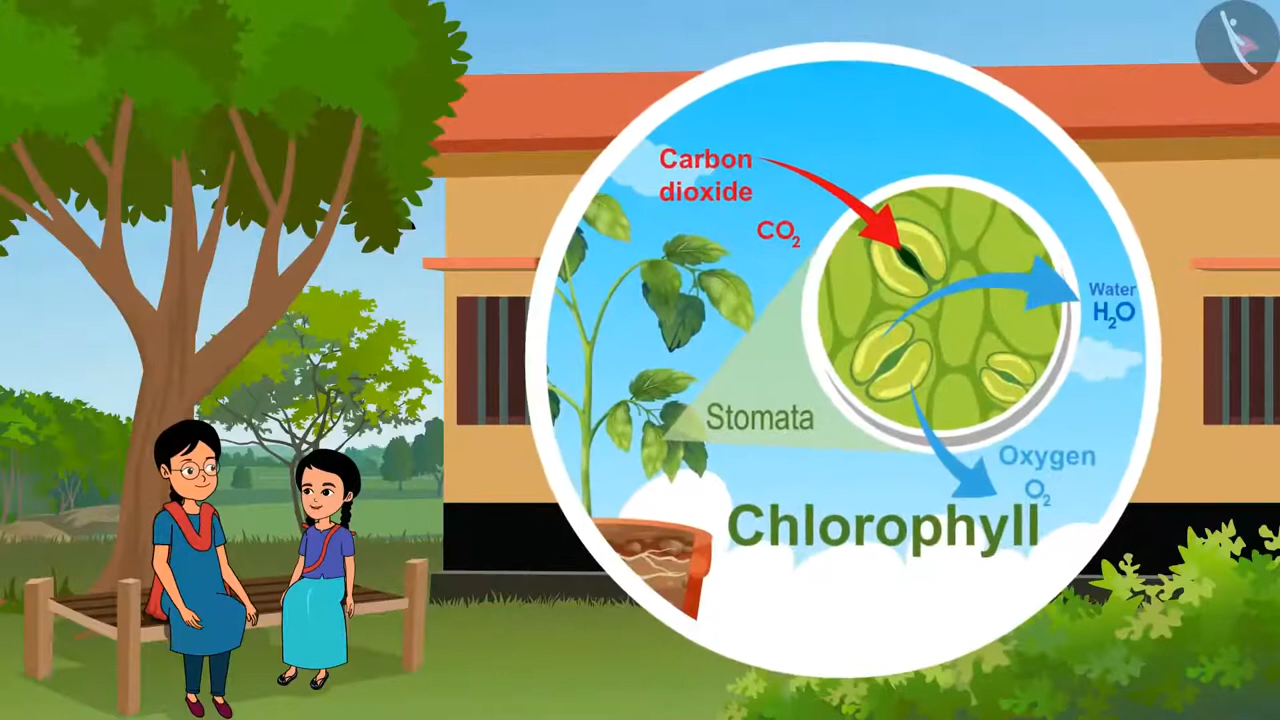 Carbon
dioxide
CO₂
Water
H₂O
Stomata
Oxygen
O₂
Chlorophyll